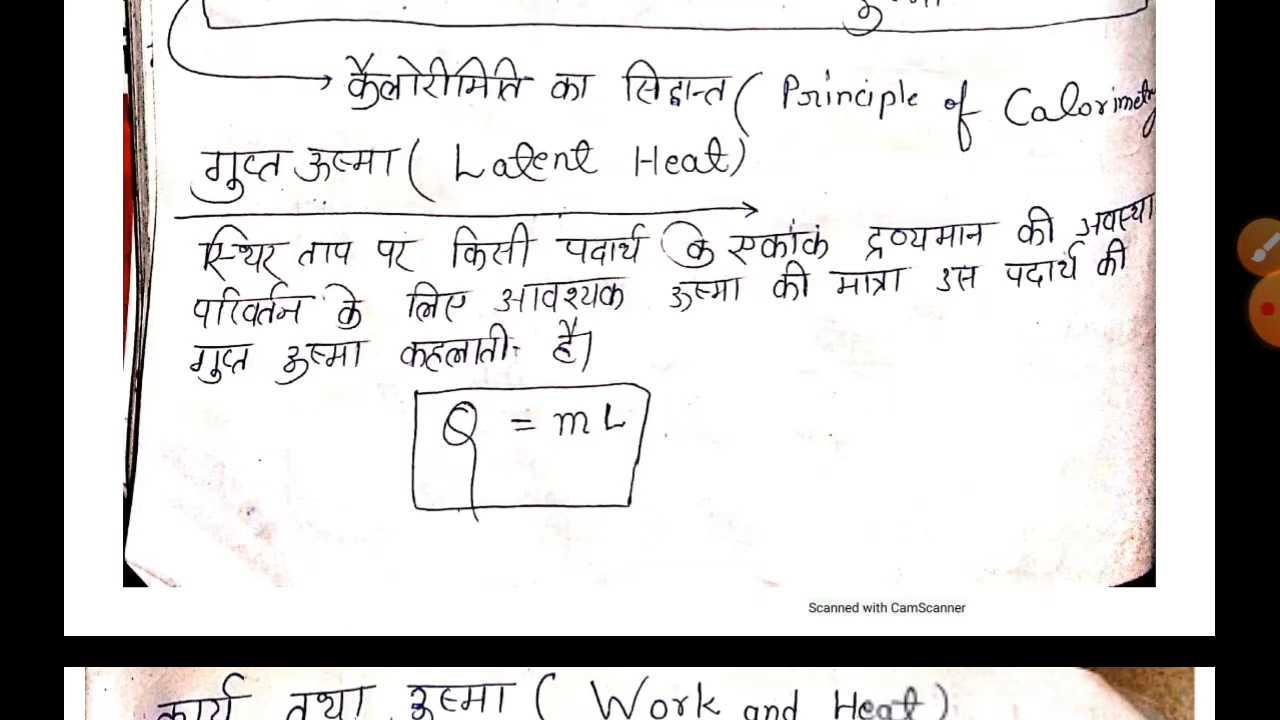 कैलोरीमिति का सिद्धान्त ( Principle of Calorimetry
गुप्त ऊष्मा ( Latent Heat )
स्थिर ताप पर किसी पदार्थ के एकांक द्रव्यमान की अवस्था
परिवर्तन के लिए आवश्यक ऊष्मा की मात्रा उस पदार्थ की
गुप्त ऊष्मा कहलाती है।
Q = mL
Scanned with CamScanner
कार्य तथा ऊष्मा ( Work and Heat )